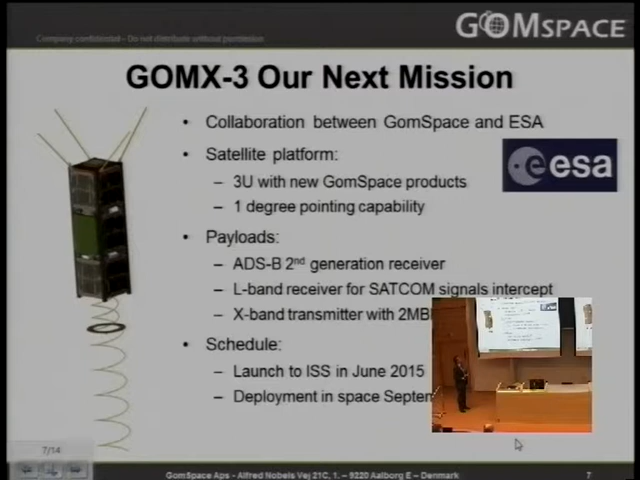 Company confidential - Do not distribute without permission
GOMSPACE
GOMX-3 Our Next Mission
• Collaboration between GomSpace and ESA
esa
• Satellite platform:
– 3U with new GomSpace products
– 1 degree pointing capability
• Payloads:
– ADS-B 2nd generation receiver
– L-band receiver for SATCOM signals intercept
– X-band transmitter with
• Schedule:
– Launch to ISS in June 2015
– Deployment in space
7/14
GomSpace Aps - Alfred Nobels Vej 21C, 1. – 9220 Aalborg E – Denmark
7